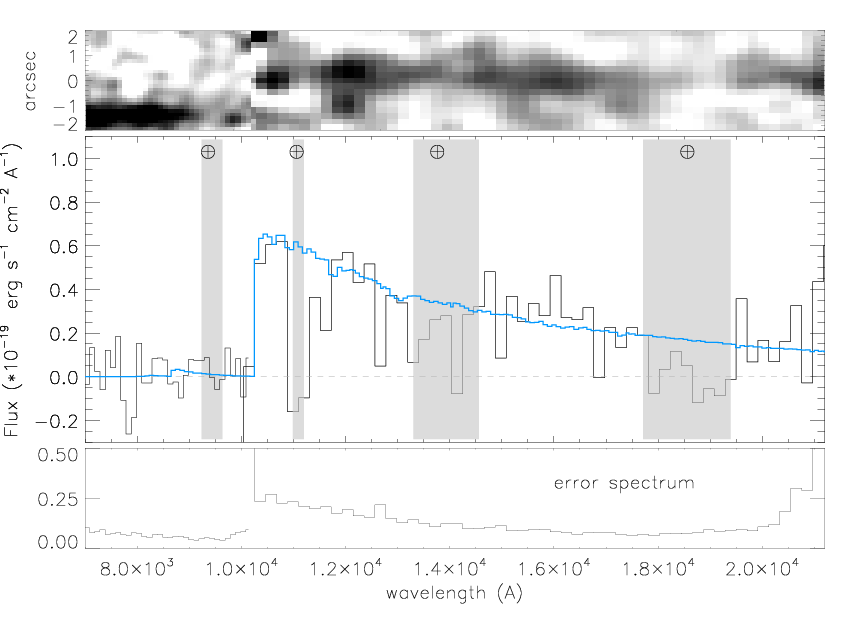 2
1
0
−1
−2
arcsec
⊕ ⊕ ⊕ ⊕
1.0
0.8
0.6
0.4
0.2
0.0
−0.2
Flux (*10⁻¹⁹ erg s⁻¹ cm⁻² A⁻¹)
0.50
0.25
0.00
error spectrum
8.0×10³ 1.0×10⁴ 1.2×10⁴ 1.4×10⁴ 1.6×10⁴ 1.8×10⁴ 2.0×10⁴
wavelength (A)